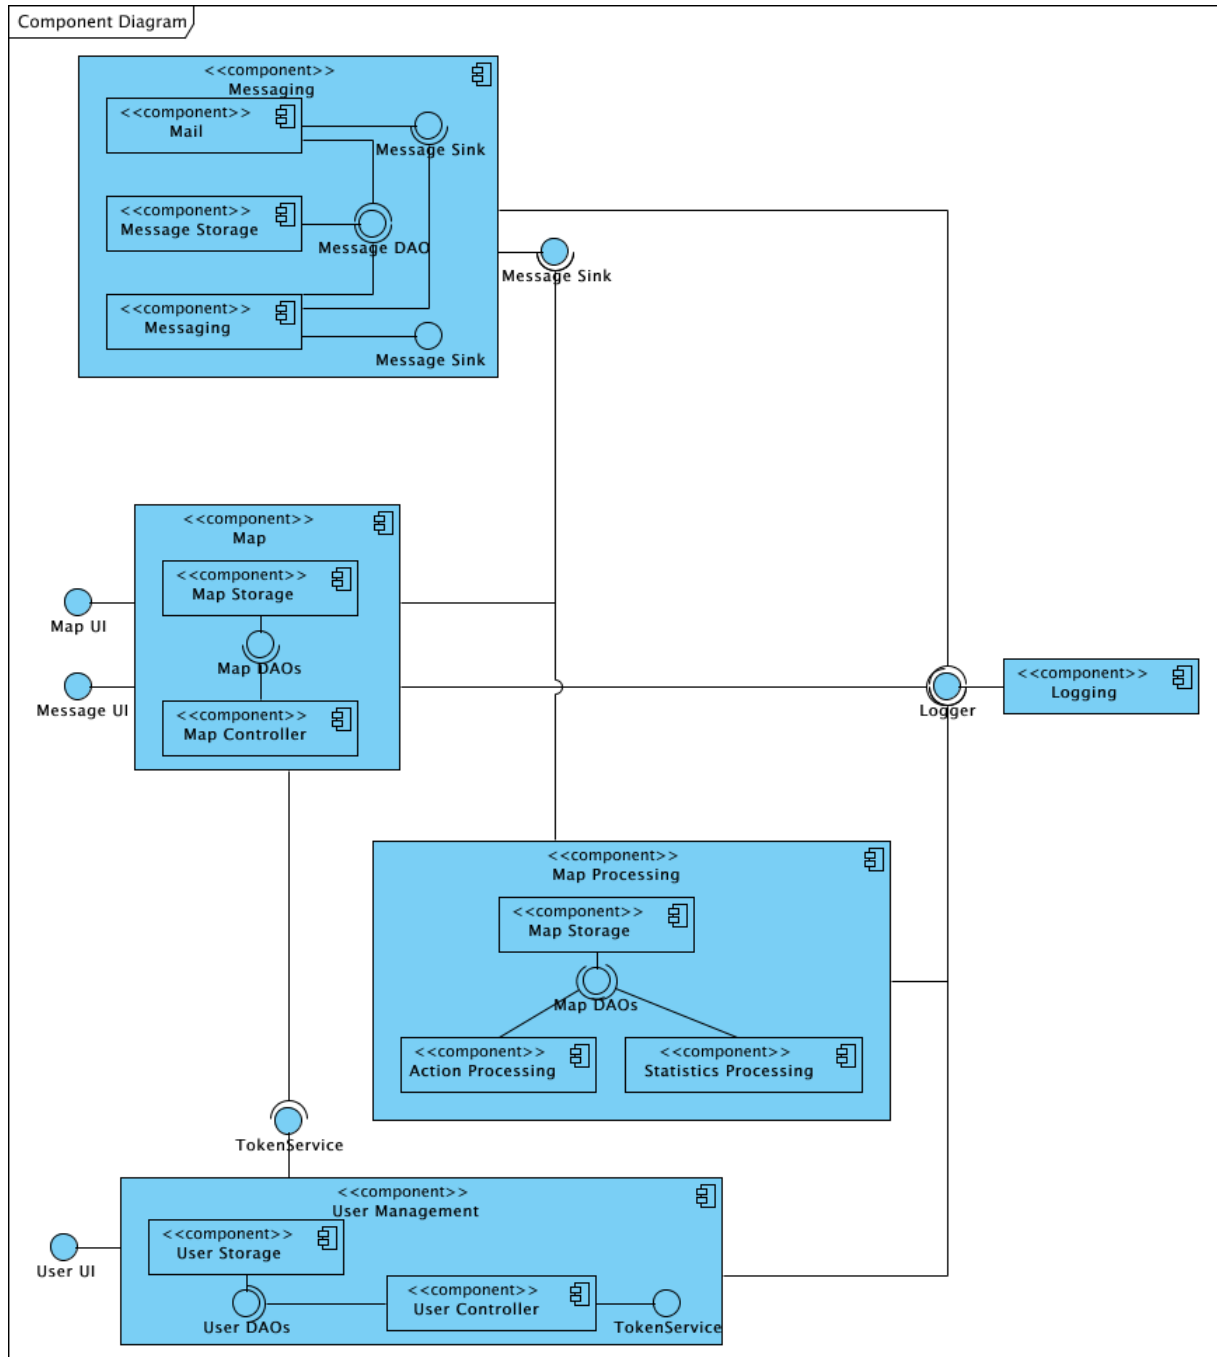 Component Diagram
<<component>>
Messaging
<<component>>
Mail
Message Sink
<<component>>
Message Storage
Message DAO
Message Sink
<<component>>
Messaging
Message Sink
<<component>>
Map
<<component>>
Map Storage
Map UI
Map DAOs
Message UI
<<component>>
Map Controller
Logger
<<component>>
Logging
<<component>>
Map Processing
<<component>>
Map Storage
Map DAOs
<<component>>
Action Processing
<<component>>
Statistics Processing
TokenService
<<component>>
User Management
<<component>>
User Storage
User UI
User DAOs
<<component>>
User Controller
TokenService